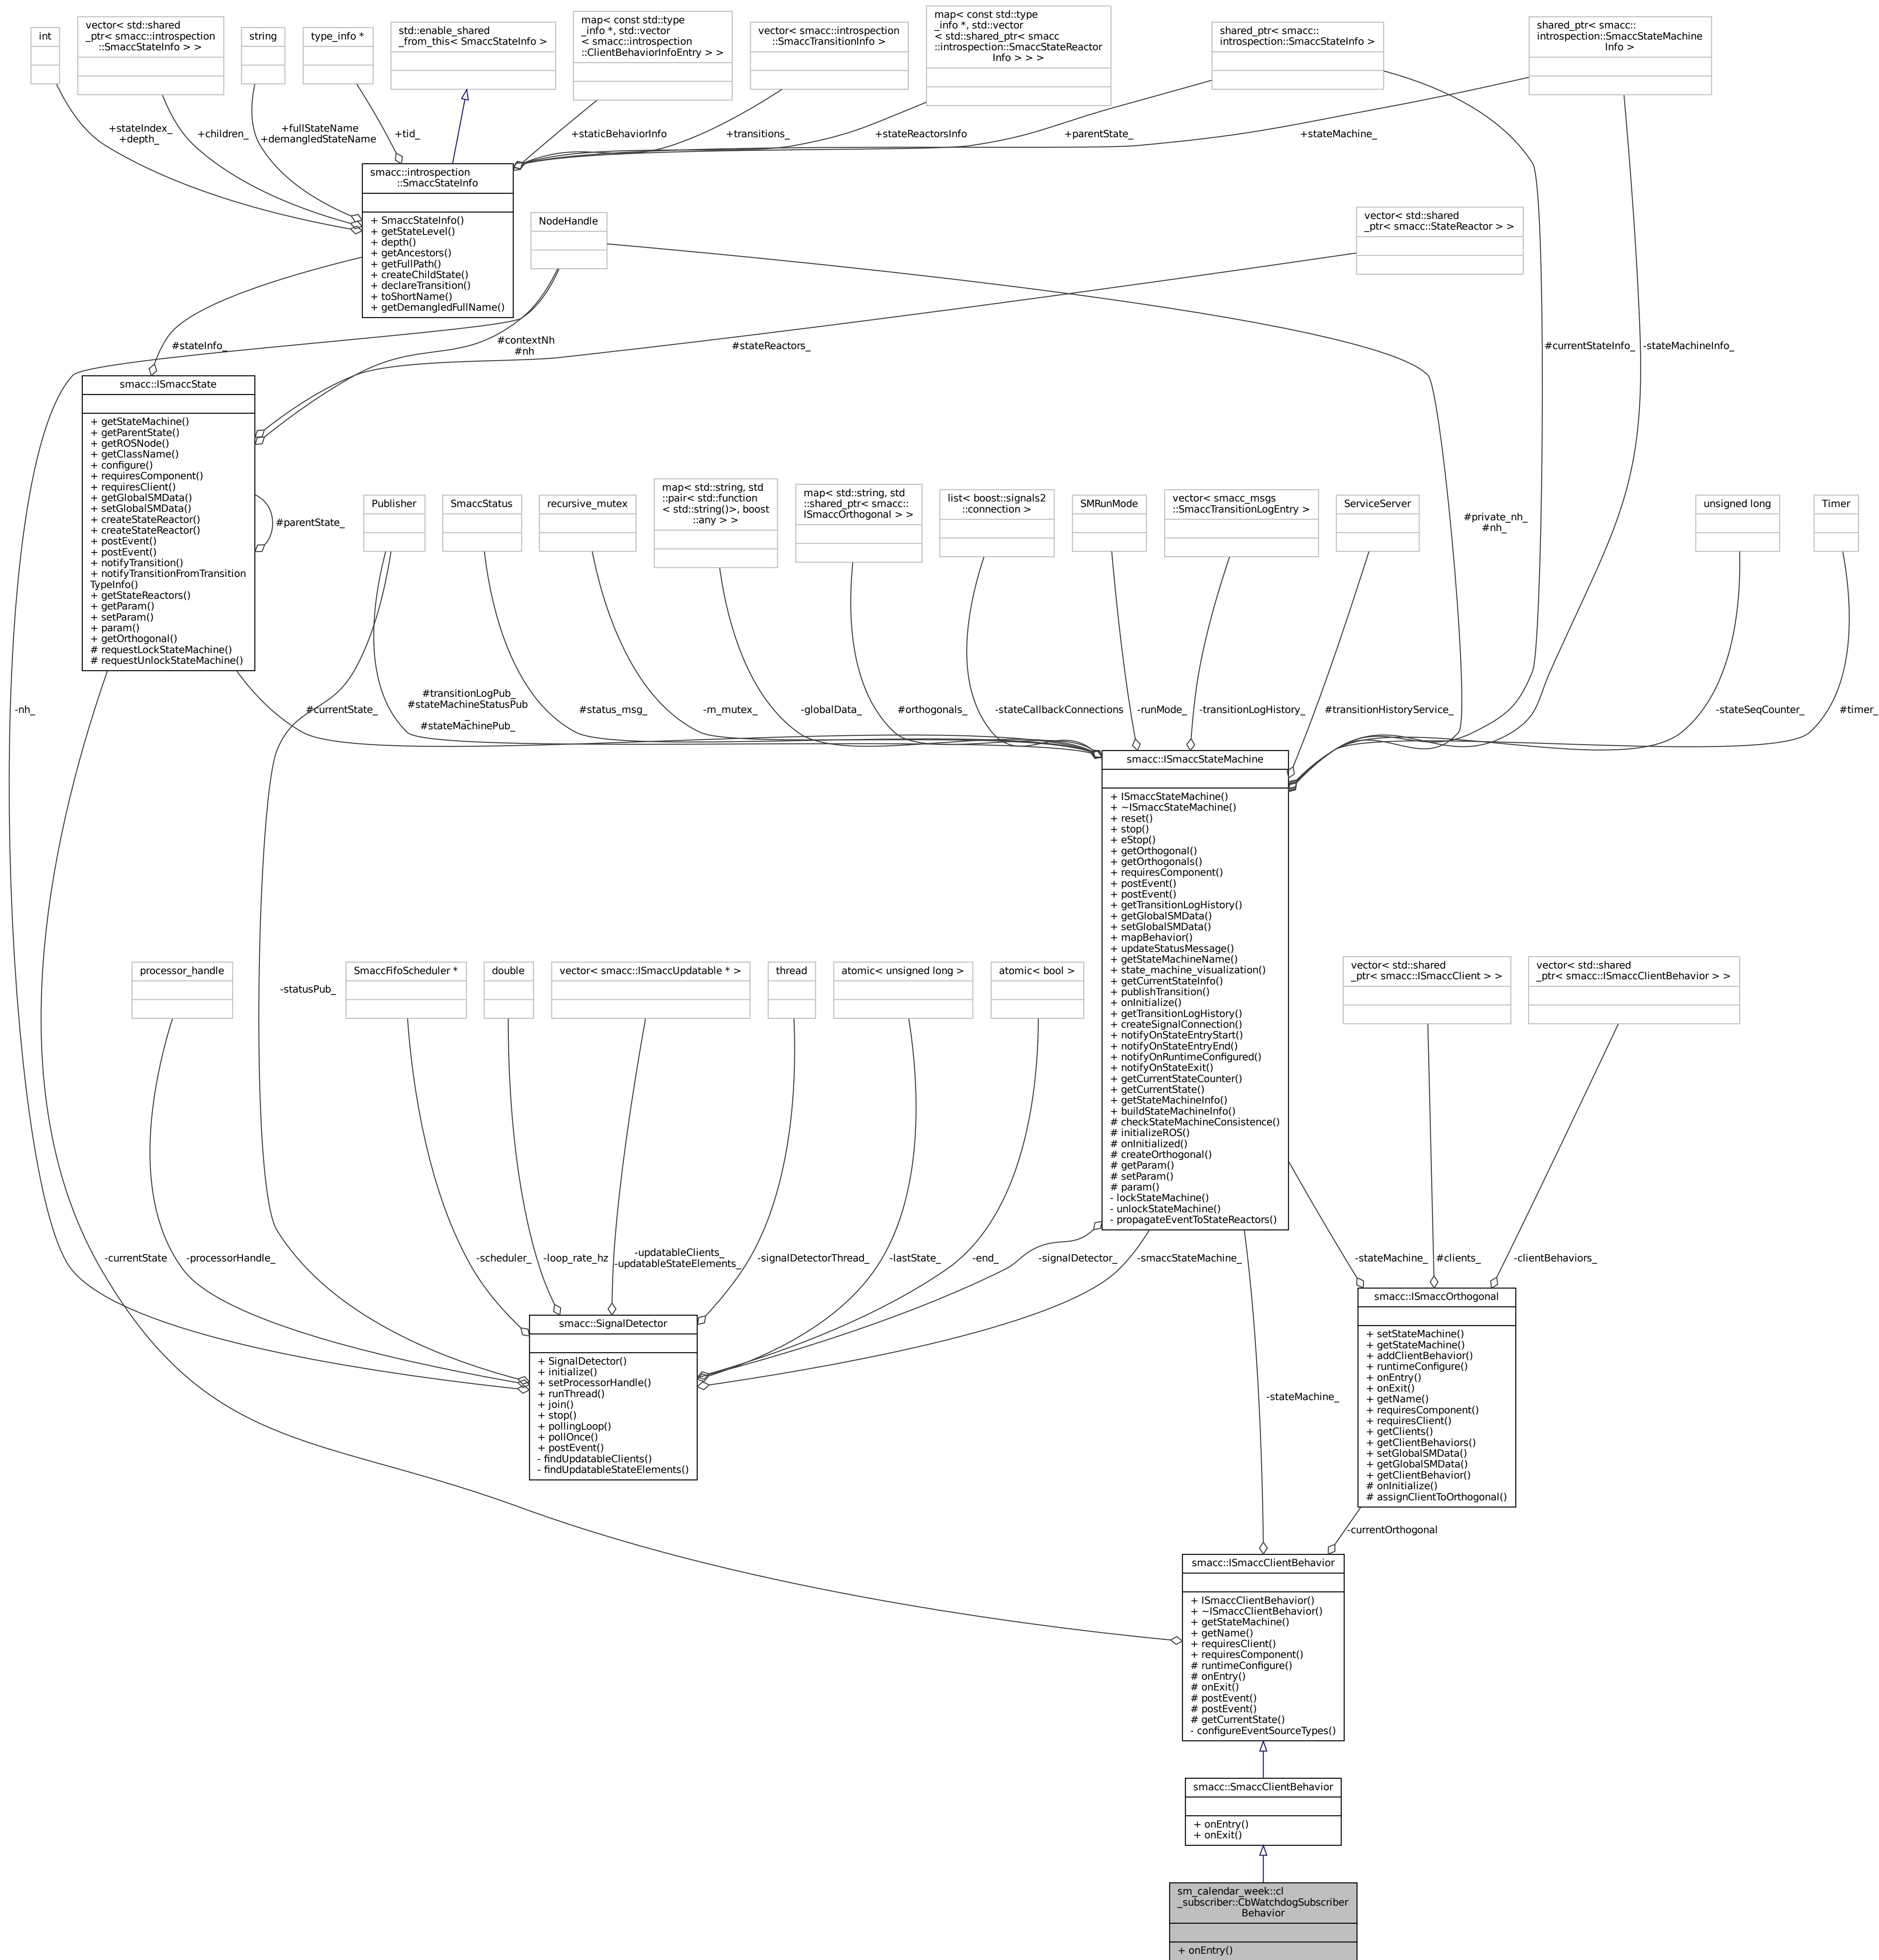 int
vector< std::shared
_ptr< smacc::introspection
::SmaccStateInfo > >
string
type_info *
std::enable_shared
_from_this< SmaccStateInfo >
map< const std::type
_info *, std::vector
< smacc::introspection
::ClientBehaviorInfoEntry > >
vector< smacc::introspection
::SmaccTransitionInfo >
map< const std::type
_info *, std::vector
< std::shared_ptr< smacc
::introspection::SmaccStateReactor
Info > > >
shared_ptr< smacc::
introspection::SmaccStateInfo >
shared_ptr< smacc::
introspection::SmaccStateMachine
Info >
+stateIndex_
+depth_
+children_
+fullStateName
+demangledStateName
+tid_
+staticBehaviorInfo
+transitions_
+stateReactorsInfo
+parentState_
+stateMachine_
smacc::introspection
::SmaccStateInfo
+ SmaccStateInfo()
+ getStateLevel()
+ depth()
+ getAncestors()
+ getFullPath()
+ createChildState()
+ declareTransition()
+ toShortName()
+ getDemangledFullName()
NodeHandle
vector< std::shared
_ptr< smacc::StateReactor > >
#stateInfo_
#contextNh
#nh
#stateReactors_
#currentStateInfo_
-stateMachineInfo_
smacc::ISmaccState
+ getStateMachine()
+ getParentState()
+ getROSNode()
+ getClassName()
+ configure()
+ requiresComponent()
+ requiresClient()
+ getGlobalSMData()
+ setGlobalSMData()
+ createStateReactor()
+ createStateReactor()
+ postEvent()
+ postEvent()
+ notifyTransition()
+ notifyTransitionFromTransition
TypeInfo()
+ getStateReactors()
+ getParam()
+ setParam()
+ param()
+ getOrthogonal()
# requestLockStateMachine()
# requestUnlockStateMachine()
#parentState_
Publisher
SmaccStatus
recursive_mutex
map< std::string, std
::pair< std::function
< std::string()>, boost
::any > >
map< std::string, std
::shared_ptr< smacc::
ISmaccOrthogonal > >
list< boost::signals2
::connection >
SMRunMode
vector< smacc_msgs
::SmaccTransitionLogEntry >
ServiceServer
#private_nh_
#nh_
unsigned long
Timer
-nh_
#currentState_
#transitionLogPub_
#stateMachineStatusPub
_
#stateMachinePub_
#status_msg_
-m_mutex_
-globalData_
#orthogonals_
-stateCallbackConnections
-runMode_
-transitionLogHistory_
#transitionHistoryService_
-stateSeqCounter_
#timer_
smacc::ISmaccStateMachine
+ ISmaccStateMachine()
+ ~ISmaccStateMachine()
+ reset()
+ stop()
+ eStop()
+ getOrthogonal()
+ getOrthogonals()
+ requiresComponent()
+ postEvent()
+ postEvent()
+ getTransitionLogHistory()
+ getGlobalSMData()
+ setGlobalSMData()
+ mapBehavior()
+ updateStatusMessage()
+ getStateMachineName()
+ state_machine_visualization()
+ getCurrentStateInfo()
+ publishTransition()
+ onInitialize()
+ getTransitionLogHistory()
+ createSignalConnection()
+ notifyOnStateEntryStart()
+ notifyOnStateEntryEnd()
+ notifyOnRuntimeConfigured()
+ notifyOnStateExit()
+ getCurrentStateCounter()
+ getCurrentState()
+ getStateMachineInfo()
+ buildStateMachineInfo()
# checkStateMachineConsistence()
# initializeROS()
# onInitialized()
# createOrthogonal()
# getParam()
# setParam()
# param()
- lockStateMachine()
- unlockStateMachine()
- propagateEventToStateReactors()
processor_handle
-statusPub_
SmaccFifoScheduler *
double
vector< smacc::ISmaccUpdatable * >
thread
atomic< unsigned long >
atomic< bool >
vector< std::shared
_ptr< smacc::ISmaccClient > >
vector< std::shared
_ptr< smacc::ISmaccClientBehavior > >
-currentState
-processorHandle_
-scheduler_
-loop_rate_hz
-updatableClients_
-updatableStateElements_
-signalDetectorThread_
-lastState_
-end_
-signalDetector_
-smaccStateMachine_
-stateMachine_
#clients_
-clientBehaviors_
smacc::SignalDetector
+ SignalDetector()
+ initialize()
+ setProcessorHandle()
+ runThread()
+ join()
+ stop()
+ pollingLoop()
+ pollOnce()
+ postEvent()
- findUpdatableClients()
- findUpdatableStateElements()
-stateMachine_
smacc::ISmaccOrthogonal
+ setStateMachine()
+ getStateMachine()
+ addClientBehavior()
+ runtimeConfigure()
+ onEntry()
+ onExit()
+ getName()
+ requiresComponent()
+ requiresClient()
+ getClients()
+ getClientBehaviors()
+ setGlobalSMData()
+ getGlobalSMData()
+ getClientBehavior()
# onInitialize()
# assignClientToOrthogonal()
-currentOrthogonal
smacc::ISmaccClientBehavior
+ ISmaccClientBehavior()
+ ~ISmaccClientBehavior()
+ getStateMachine()
+ getName()
+ requiresClient()
+ requiresComponent()
# runtimeConfigure()
# onEntry()
# onExit()
# postEvent()
# postEvent()
# getCurrentState()
- configureEventSourceTypes()
smacc::SmaccClientBehavior
+ onEntry()
+ onExit()
sm_calendar_week::cl
_subscriber::CbWatchdogSubscriber
Behavior
+ onEntry()